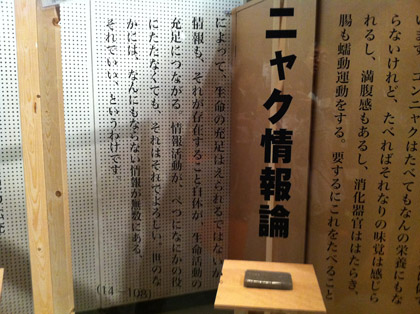 ます
ンニャクはたべてもなんの栄養にもな
らないけれど、たべればそれなりの味覚は感じら
れるし、満腹感もあるし、消化器官ははたらき、
腸も蠕動運動をする。要するにこれをたべること
ニャク情報論
によって、生命の充足はえられるではないか
情報も、それが存在すること自体が、生活活動の
充足につながる 情報活動が、べつになにかの役
にたたなくても、それはそれでよろしい。世のな
かには、なんにもならない情報が無数にある。
それでいい、というわけです。
(14−108)